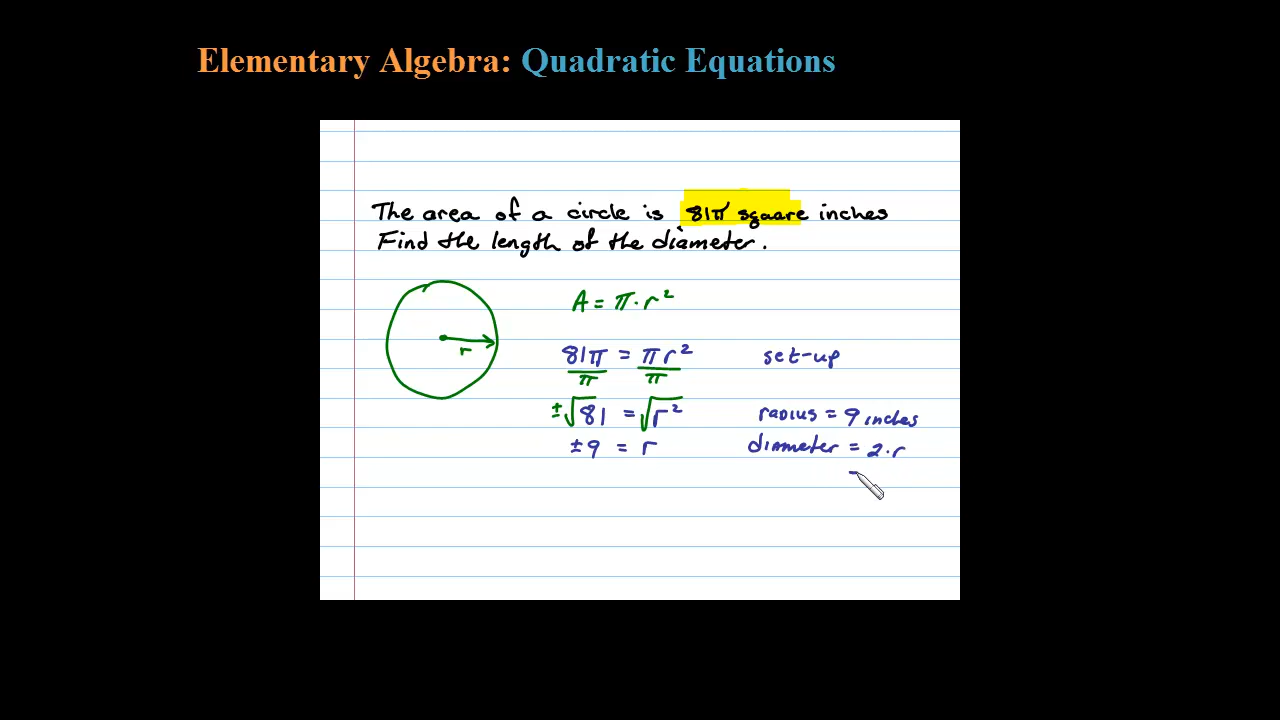 Elementary Algebra: Quadratic Equations
The area of a circle is 81π square inches
Find the length of the diameter.
A = π · r²
81π = πr² set-up
π π
r
±√81 = √r² radius = 9 inches
±9 = r diameter = 2 · r